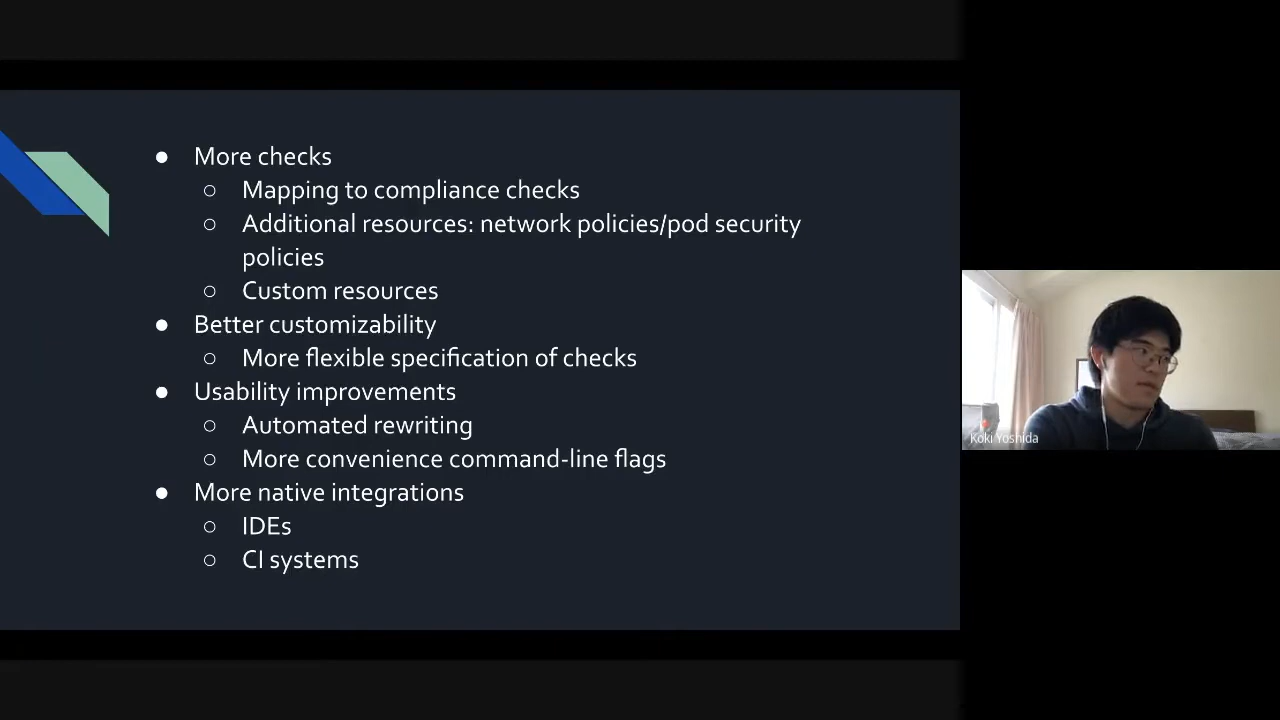 ● More checks
○ Mapping to compliance checks
○ Additional resources: network policies/pod security
policies
○ Custom resources
● Better customizability
○ More flexible specification of checks
● Usability improvements
○ Automated rewriting
○ More convenience command-line flags
● More native integrations
○ IDEs
○ CI systems
Koki Yoshida